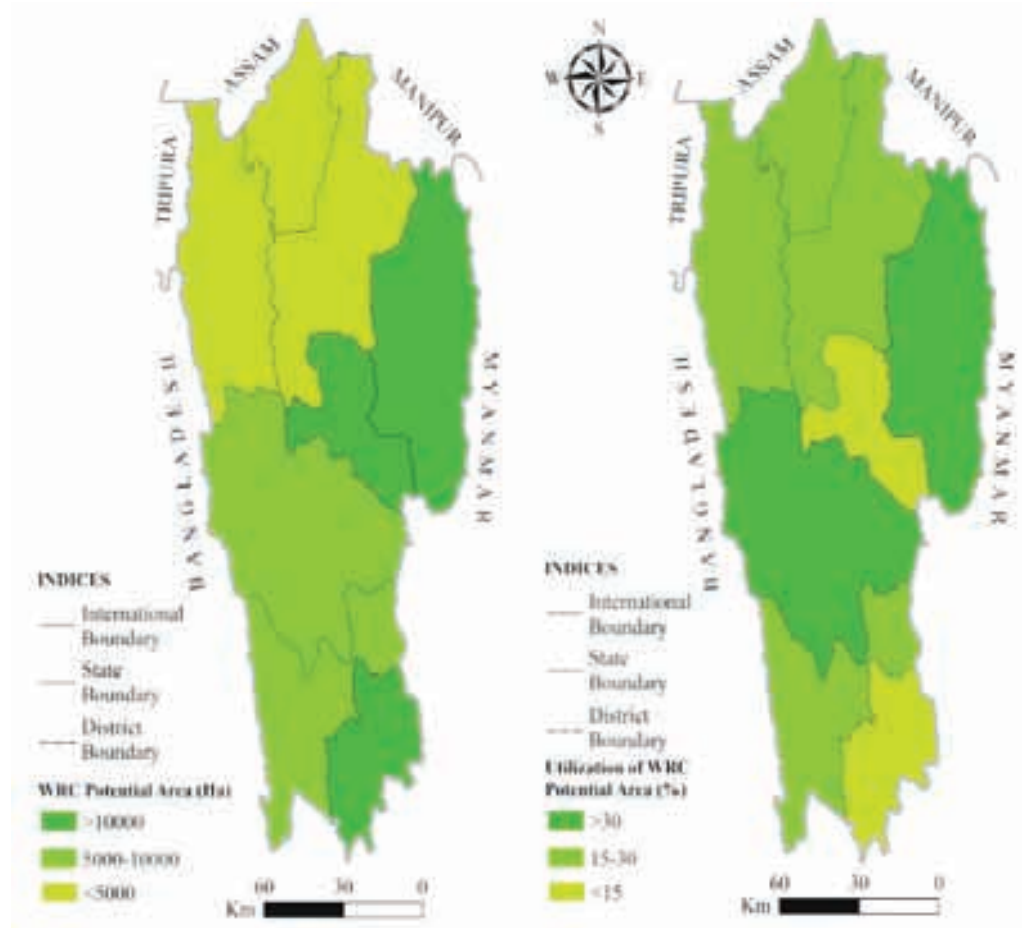 ASSAM
MANIPUR
TRIPURA
BANGLADESH
MYANMAR
INDICES
International
Boundary
State
Boundary
District
Boundary
WRC Potential Area (Ha)
>10000
5000-10000
<5000
60 30 0
Km
N
W E
S
ASSAM
MANIPUR
TRIPURA
BANGLADESH
MYANMAR
INDICES
International
Boundary
State
Boundary
District
Boundary
Utilization of WRC
Potential Area (%)
>30
15-30
<15
60 30 0
Km